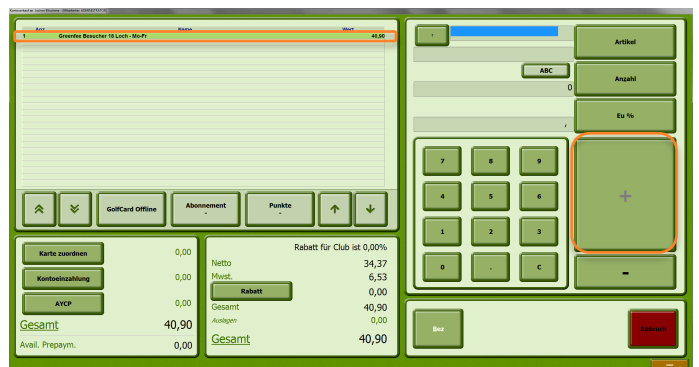 Anz Name Wert
1 Greenfee Besucher 18 Loch - Mo-Fr 40,90
GolfCard Offline
Abonnement
-
Punkte
-
Karte zuordnen 0,00
Kontoeinzahlung 0,00
AYCP 0,00
Gesamt 40,90
Avail. Prepaym. 0,00
Rabatt für Club ist 0,00%
Netto 34,37
Mwst. 6,53
Rabatt 0,00
Gesamt 40,90
Auslagen 0,00
Gesamt 40,90
,
Artikel
ABC
Anzahl
0
Eu %
,
7 8 9
+
4 5 6
1 2 3
0 . C
-
Bez
Abbruch